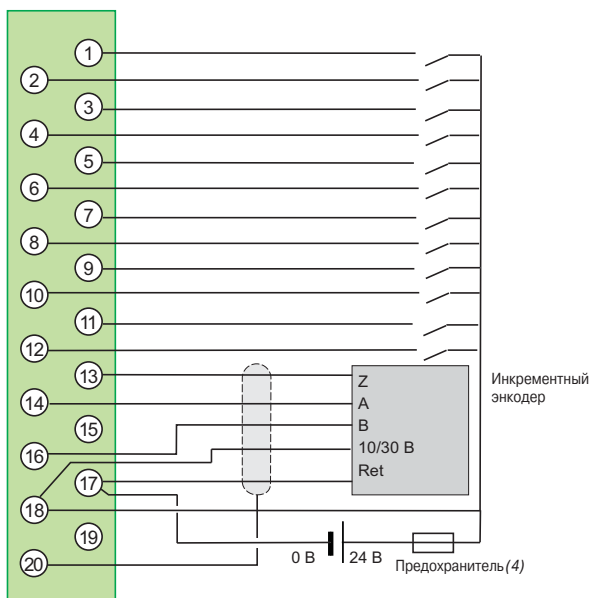 1
2
3
4
5
6
7
8
9
10
11
12
13
Z
14
A
15
B
16
10/30 В
Ret
17
18
19
20
Инкрементный
энкодер
0 В
24 В
Предохранитель(4)